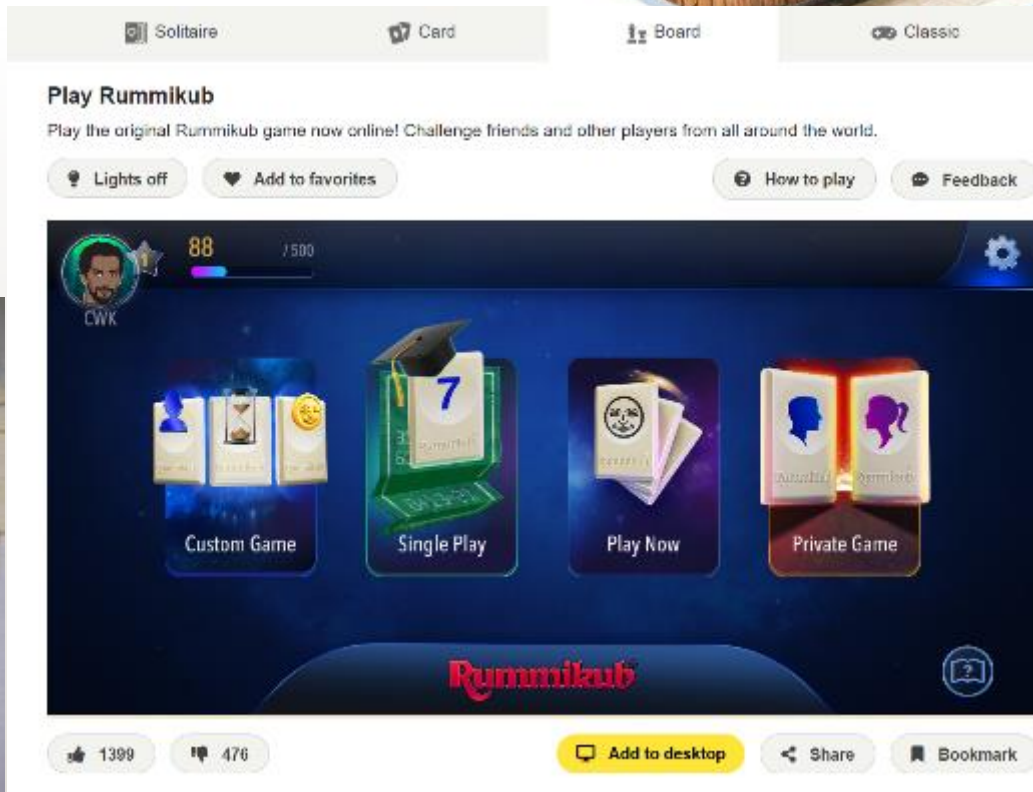 Solitaire
Card
Board
Classic
Play Rummikub
Play the original Rummikub game now online! Challenge friends and other players from all around the world.
Lights off
Add to favorites
How to play
Feedback
88 / 500
1
CWK
7
Custom Game
Single Play
Play Now
Private Game
Rummikub
1399
476
Add to desktop
Share
Bookmark